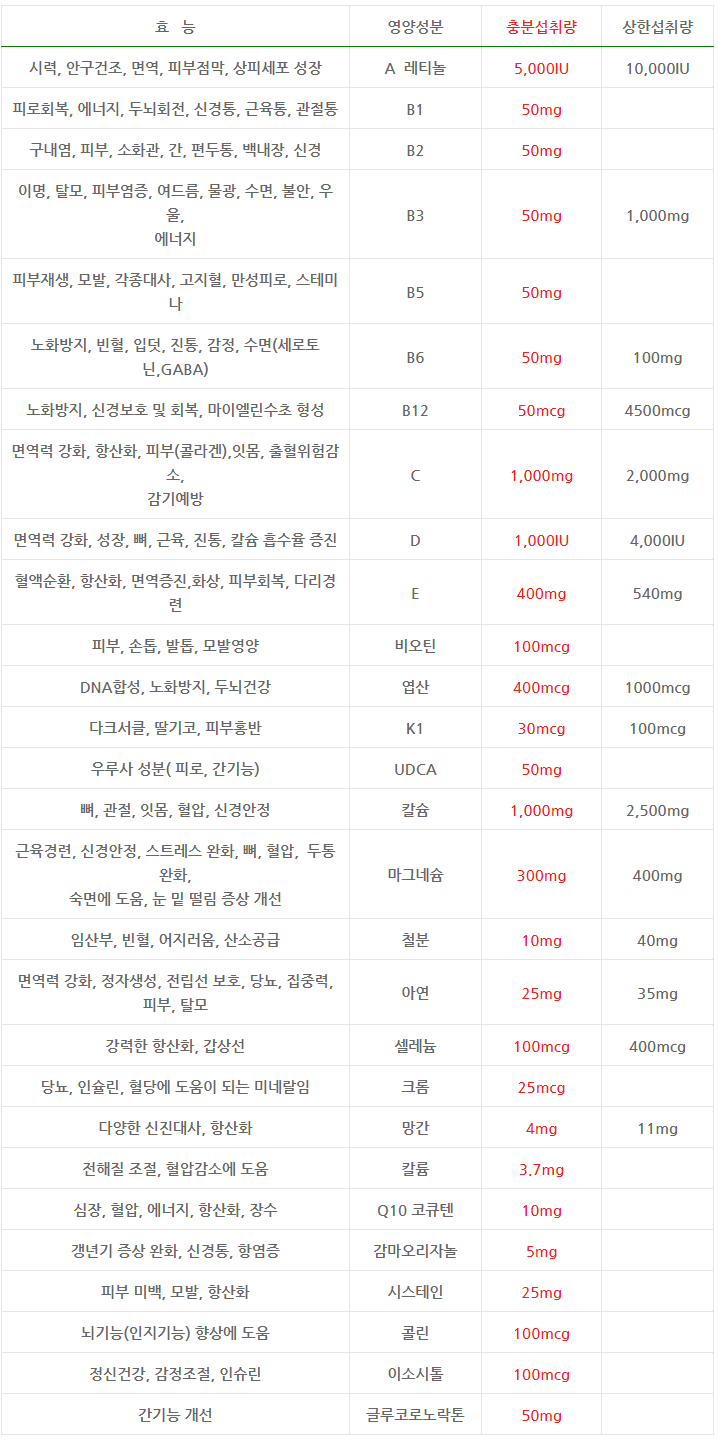 효 능 영양성분 충분섭취량 상한섭취량
시력, 안구건조, 면역, 피부점막, 상피세포 성장 A 레티놀 5,000IU 10,000IU
피로회복, 에너지, 두뇌회전, 신경통, 근육통, 관절통 B1 50mg
구내염, 피부, 소화관, 간, 편두통, 백내장, 신경 B2 50mg
이명, 탈모, 피부염증, 여드름, 물광, 수면, 불안, 우
울,
에너지 B3 50mg 1,000mg
피부재생, 모발, 각종대사, 고지혈, 만성피로, 스테미
나 B5 50mg
노화방지, 빈혈, 입덧, 진통, 감정, 수면(세로토
닌,GABA) B6 50mg 100mg
노화방지, 신경보호 및 회복, 마이엘린수초 형성 B12 50mcg 4500mcg
면역력 강화, 항산화, 피부(콜라겐),잇몸, 출혈위험감
소,
감기예방 C 1,000mg 2,000mg
면역력 강화, 성장, 뼈, 근육, 진통, 칼슘 흡수율 증진 D 1,000IU 4,000IU
혈액순환, 항산화, 면역증진,화상, 피부회복, 다리경
련 E 400mg 540mg
피부, 손톱, 발톱, 모발영양 비오틴 100mcg
DNA합성, 노화방지, 두뇌건강 엽산 400mcg 1000mcg
다크서클, 딸기코, 피부홍반 K1 30mcg 100mcg
우루사 성분( 피로, 간기능) UDCA 50mg
뼈, 관절, 잇몸, 혈압, 신경안정 칼슘 1,000mg 2,500mg
근육경련, 신경안정, 스트레스 완화, 뼈, 혈압, 두통
완화,
숙면에 도움, 눈 밑 떨림 증상 개선 마그네슘 300mg 400mg
임산부, 빈혈, 어지러움, 산소공급 철분 10mg 40mg
면역력 강화, 정자생성, 전립선 보호, 당뇨, 집중력,
피부, 탈모 아연 25mg 35mg
강력한 항산화, 갑상선 셀레늄 100mcg 400mcg
당뇨, 인슐린, 혈당에 도움이 되는 미네랄임 크롬 25mcg
다양한 신진대사, 항산화 망간 4mg 11mg
전해질 조절, 혈압감소에 도움 칼륨 3.7mg
심장, 혈압, 에너지, 항산화, 장수 Q10 코큐텐 10mg
갱년기 증상 완화, 신경통, 항염증 감마오리자놀 5mg
피부 미백, 모발, 항산화 시스테인 25mg
뇌기능(인지기능) 향상에 도움 콜린 100mcg
정신건강, 감정조절, 인슈린 이소시톨 100mcg
간기능 개선 글루코로노락톤 50mg